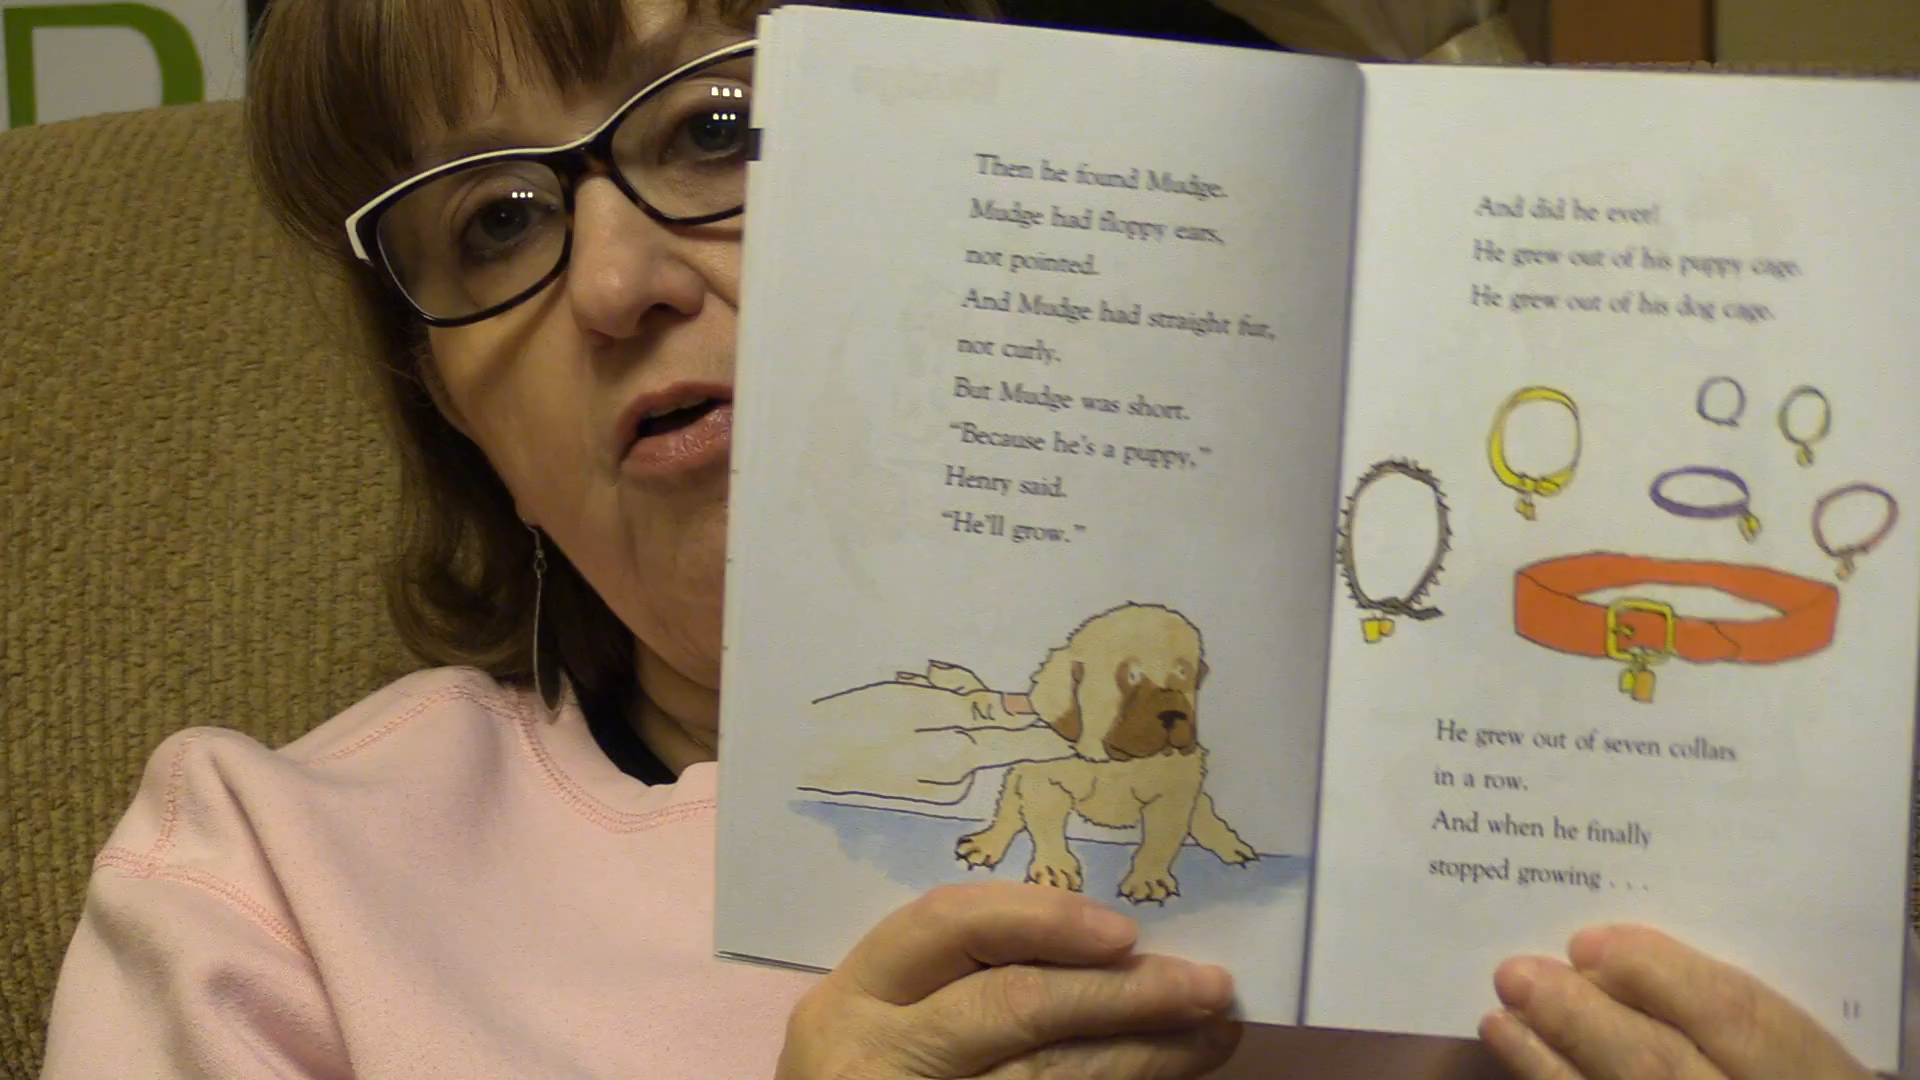 Then he found Mudge.
Mudge had floppy ears,
not pointed.
And Mudge had straight fur,
not curly.
But Mudge was short.
“Because he's a puppy,”
Henry said.
“He'll grow.”
And did he ever!
He grew out of his puppy cage.
He grew out of his dog cage.
He grew out of seven collars
in a row.
And when he finally
stopped growing . . .
11